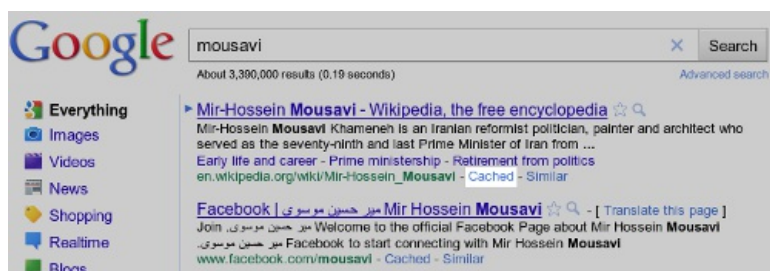 Google
mousavi
Search
About 3,390,000 results (0.19 seconds)
Advanced search
Everything
Images
Videos
News
Shopping
Realtime
Blogs
Mir-Hossein Mousavi - Wikipedia, the free encyclopedia
Mir-Hossein Mousavi Khameneh is an Iranian reformist politician, painter and architect who
served as the seventy-ninth and last Prime Minister of Iran from ...
Early life and career - Prime ministership - Retirement from politics
en.wikipedia.org/wiki/Mir-Hossein_Mousavi - Cached - Similar
Facebook | میر حسین موسوی Mir Hossein Mousavi - [ Translate this page ]
Join .میر حسین موسوی Welcome to the official Facebook Page about Mir Hossein Mousavi
.میر حسین موسوی Facebook to start connecting with Mir Hossein Mousavi
www.facebook.com/mousavi - Cached - Similar